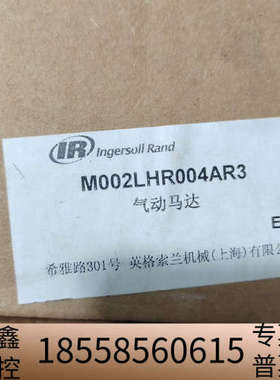 IR Ingersoll Rand
M002LHR004AR3
气动马达
E
希雅路301号 英格索兰机械(上海)有限公
鑫 控
18558560615
专 普